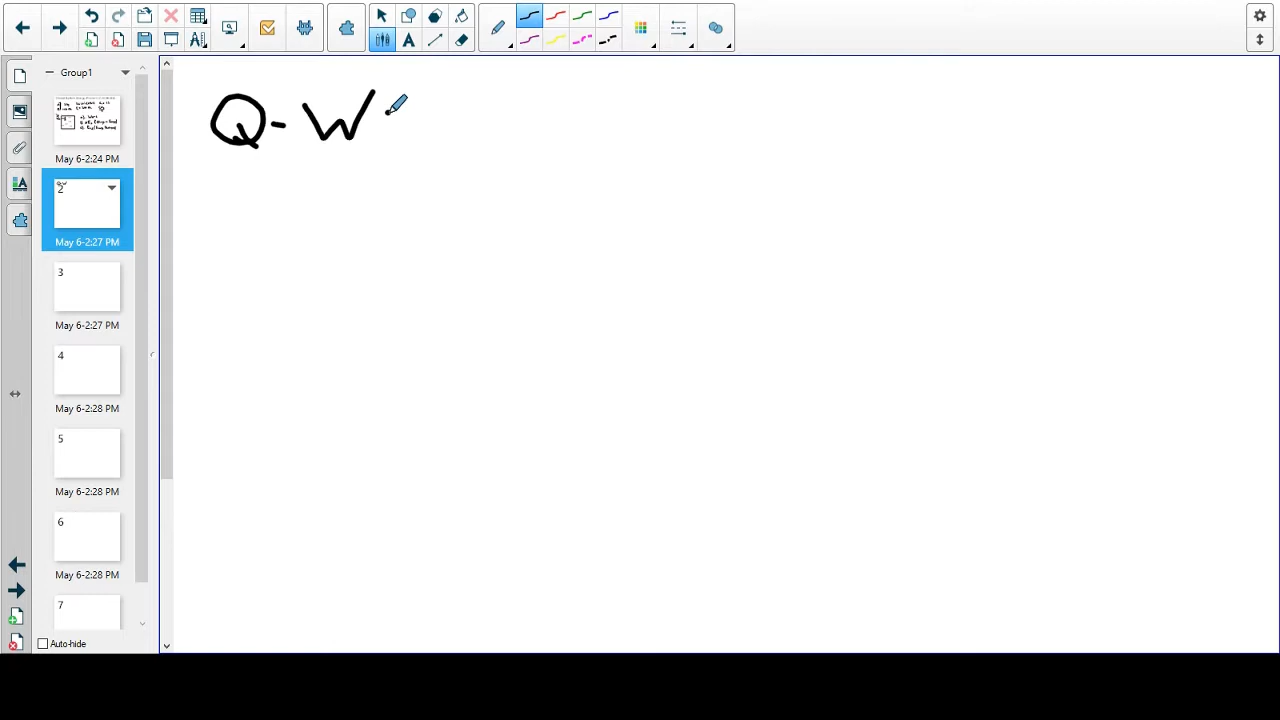 Group1
May 6-2:24 PM
2
May 6-2:27 PM
3
May 6-2:27 PM
4
May 6-2:28 PM
5
May 6-2:28 PM
6
May 6-2:28 PM
7
Auto-hide
Q - W